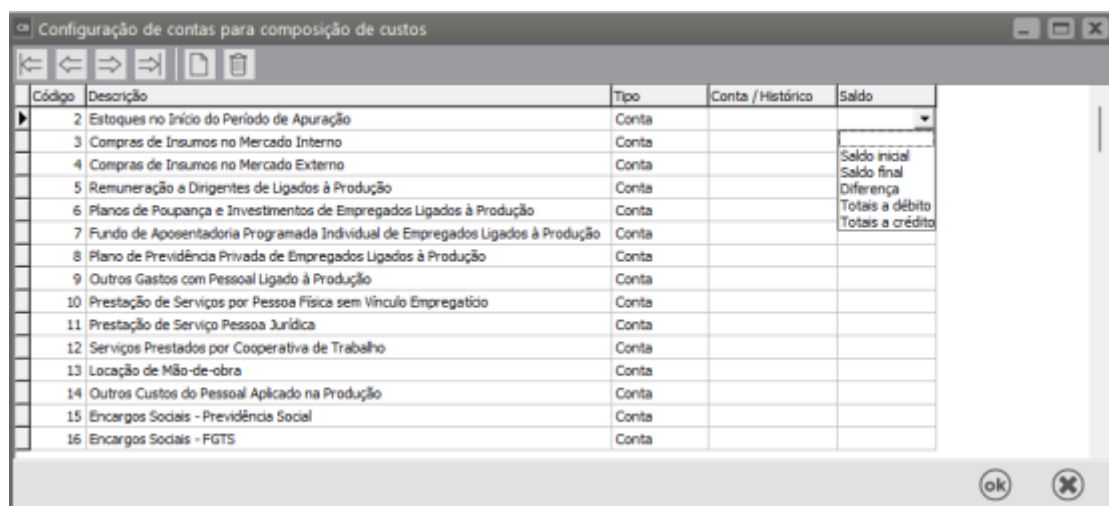 CB Configuração de contas para composição de custos
Código Descrição Tipo Conta / Histórico Saldo
2 Estoques no Início do Período de Apuração Conta
3 Compras de Insumos no Mercado Interno Conta
4 Compras de Insumos no Mercado Externo Conta Saldo inicial
Saldo final
5 Remuneração a Dirigentes de Ligados à Produção Conta Diferença
6 Planos de Poupança e Investimentos de Empregados Ligados à Produção Conta Totais a débito
7 Fundo de Aposentadoria Programada Individual de Empregados Ligados à Produção Conta Totais a crédito
8 Plano de Previdência Privada de Empregados Ligados à Produção Conta
9 Outros Gastos com Pessoal Ligado à Produção Conta
10 Prestação de Serviços por Pessoa Física sem Vínculo Empregatício Conta
11 Prestação de Serviço Pessoa Jurídica Conta
12 Serviços Prestados por Cooperativa de Trabalho Conta
13 Locação de Mão-de-obra Conta
14 Outros Custos do Pessoal Aplicado na Produção Conta
15 Encargos Sociais - Previdência Social Conta
16 Encargos Sociais - FGTS Conta
ok